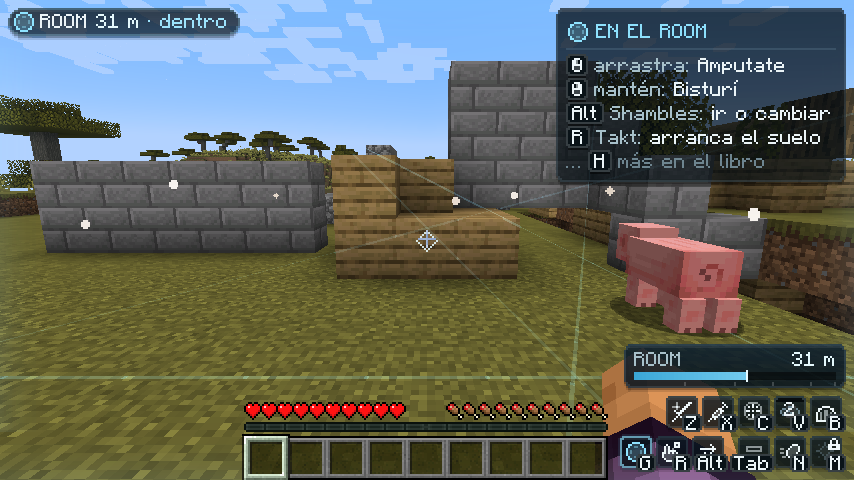 ROOM 31 m · dentro
EN EL ROOM
arrastra: Amputate
mantén: Bisturí
Alt Shambles: ir o cambiar
R Takt: arranca el suelo
... H más en el libro
ROOM 31 m
Z X C V B
G R Alt Tab N M